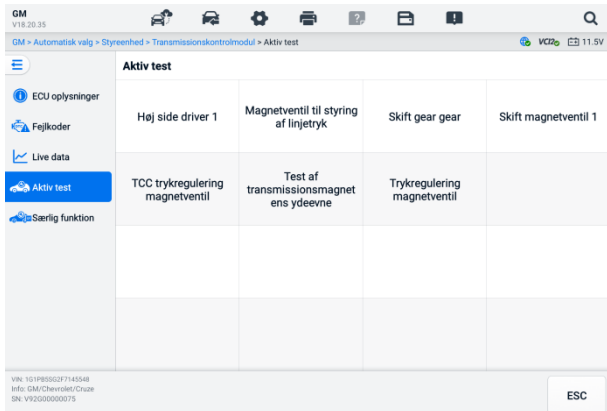 GM
V18.20.35
GM > Automatisk valg > Styreenhed > Transmissionskontrolmodul > Aktiv test
VCI2
11.5V
Aktiv test
ECU oplysninger
Fejlkoder
Live data
Aktiv test
Særlig funktion
Høj side driver 1
Magnetventil til styring
af linjetryk
Skift gear gear
Skift magnetventil 1
TCC trykregulering
magnetventil
Test af
transmissionsmagnet
ens ydeevne
Trykregulering
magnetventil
VIN: 1G1PB5SG2F7145548
Info: GM/Chevrolet/Cruze
SN: V92G00000075
ESC